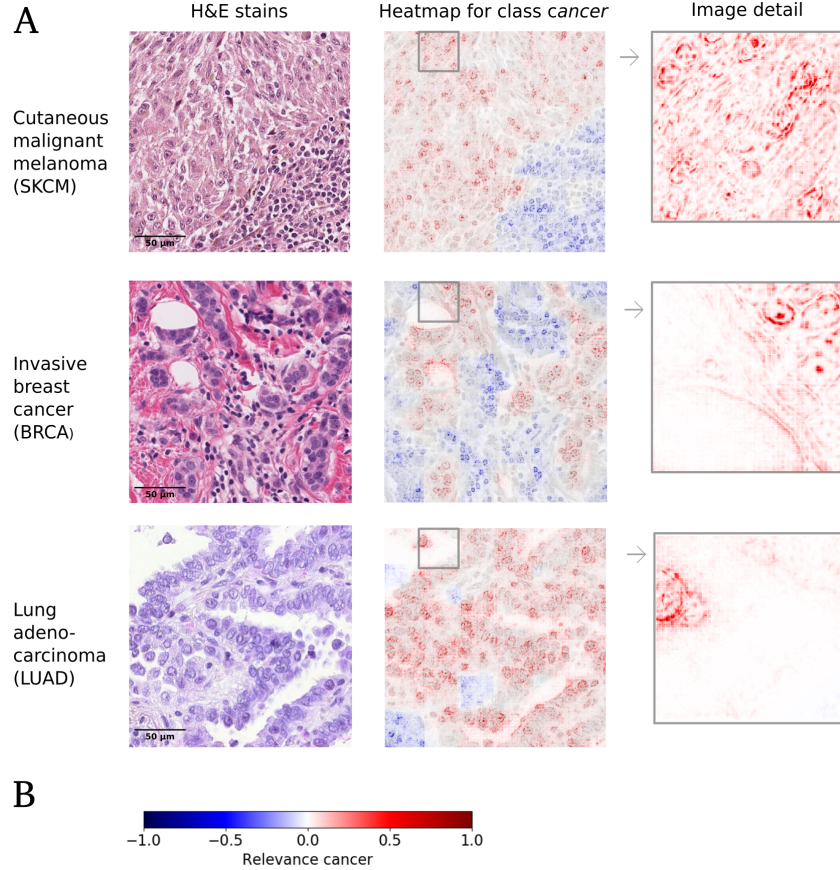 A
H&E stains
Heatmap for class cancer
Image detail
Cutaneous
malignant
melanoma
(SKCM)
50 µm
Invasive
breast
cancer
(BRCA)
50 µm
Lung
adeno-
carcinoma
(LUAD)
50 µm
B
−1.0 −0.5 0.0 0.5 1.0
Relevance cancer